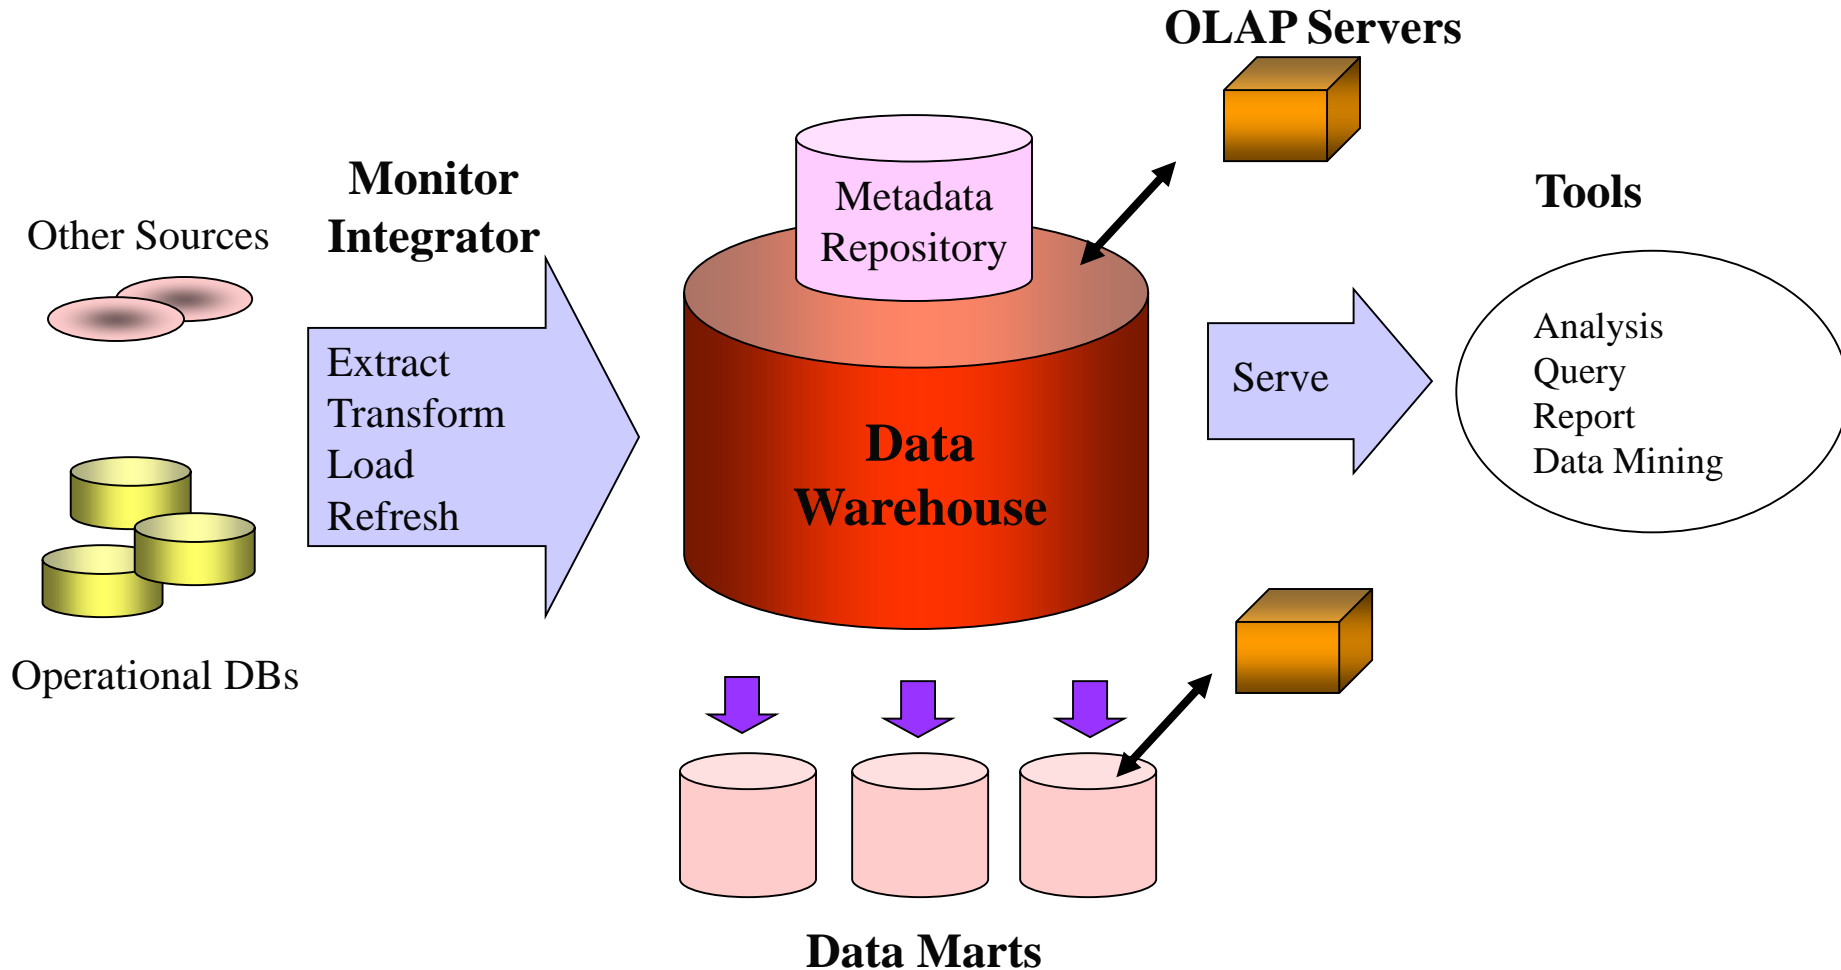 OLAP Servers
Monitor
Integrator
Other Sources
Extract
Transform
Load
Refresh
Operational DBs
Metadata
Repository
Data
Warehouse
Data Marts
Serve
Tools
Analysis
Query
Report
Data Mining